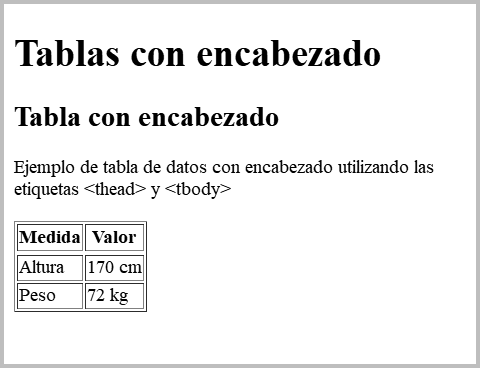 Tablas con encabezado
Tabla con encabezado
Ejemplo de tabla de datos con encabezado utilizando las
etiquetas <thead> y <tbody>
Medida Valor
Altura 170 cm
Peso 72 kg